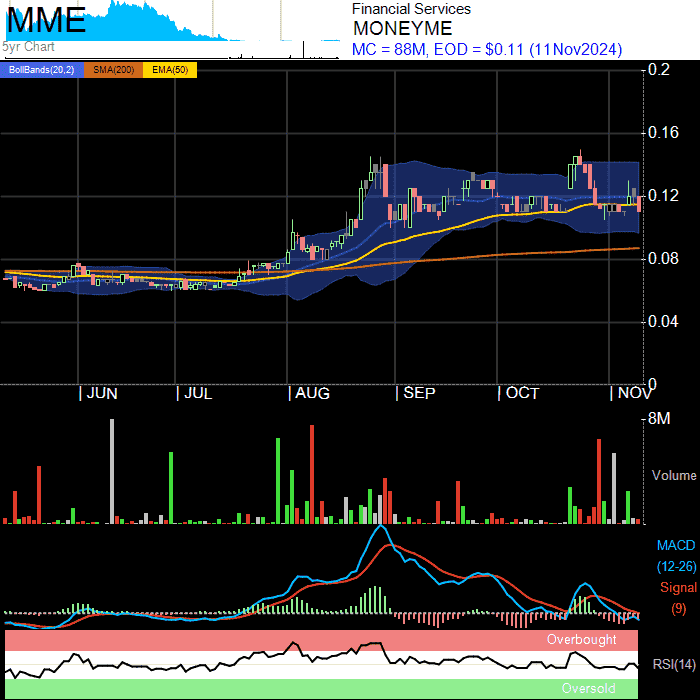 MME
5yr Chart
Financial Services
MONEYME
MC = 88M, EOD = $0.11 (11Nov2024)
BollBands(20,2) SMA(200) EMA(50)
0.2
0.16
0.12
0.08
0.04
0
JUN JUL AUG SEP OCT NOV
8M
Volume
MACD
(12-26)
Signal
(9)
Overbought
RSI(14)
Oversold